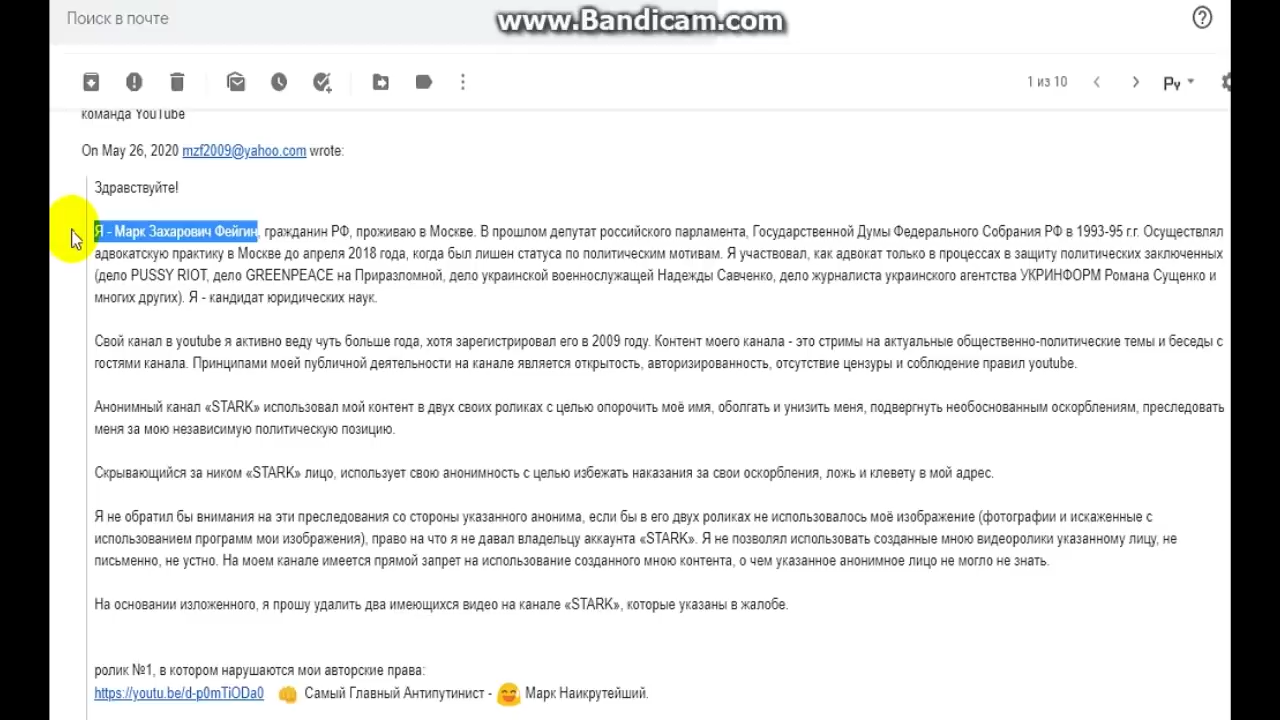 Поиск в почте
www.Bandicam.com
1 из 10
Ру
команда YouTube
On May 26, 2020 mzf2009@yahoo.com wrote:
Здравствуйте!
Я - Марк Захарович Фейгин, гражданин РФ, проживаю в Москве. В прошлом депутат российского парламента, Государственной Думы Федерального Собрания РФ в 1993-95 г.г. Осуществлял
адвокатскую практику в Москве до апреля 2018 года, когда был лишен статуса по политическим мотивам. Я участвовал, как адвокат только в процессах в защиту политических заключенных
(дело PUSSY RIOT, дело GREENPEACE на Приразломной, дело украинской военнослужащей Надежды Савченко, дело журналиста украинского агентства УКРИНФОРМ Романа Сущенко и
многих других). Я - кандидат юридических наук.
Свой канал в youtube я активно веду чуть больше года, хотя зарегистрировал его в 2009 году. Контент моего канала - это стримы на актуальные общественно-политические темы и беседы с
гостями канала. Принципами моей публичной деятельности на канале является открытость, авторизированность, отсутствие цензуры и соблюдение правил youtube.
Анонимный канал «STARK» использовал мой контент в двух своих роликах с целью опорочить моё имя, оболгать и унизить меня, подвергнуть необоснованным оскорблениям, преследовать
меня за мою независимую политическую позицию.
Скрывающийся за ником «STARK» лицо, использует свою анонимность с целью избежать наказания за свои оскорбления, ложь и клевету в мой адрес.
Я не обратил бы внимания на эти преследования со стороны указанного анонима, если бы в его двух роликах не использовалось моё изображение (фотографии и искаженные с
использованием программ мои изображения), право на что я не давал владельцу аккаунта «STARK». Я не позволял использовать созданные мною видеоролики указанному лицу, не
письменно, не устно. На моем канале имеется прямой запрет на использование созданного мною контента, о чем указанное анонимное лицо не могло не знать.
На основании изложенного, я прошу удалить два имеющихся видео на канале «STARK», которые указаны в жалобе.
ролик №1, в котором нарушаются мои авторские права:
https://youtu.be/d-p0mTiODa0 👊 Самый Главный Антипутинист - 😄 Марк Наикрутейший.